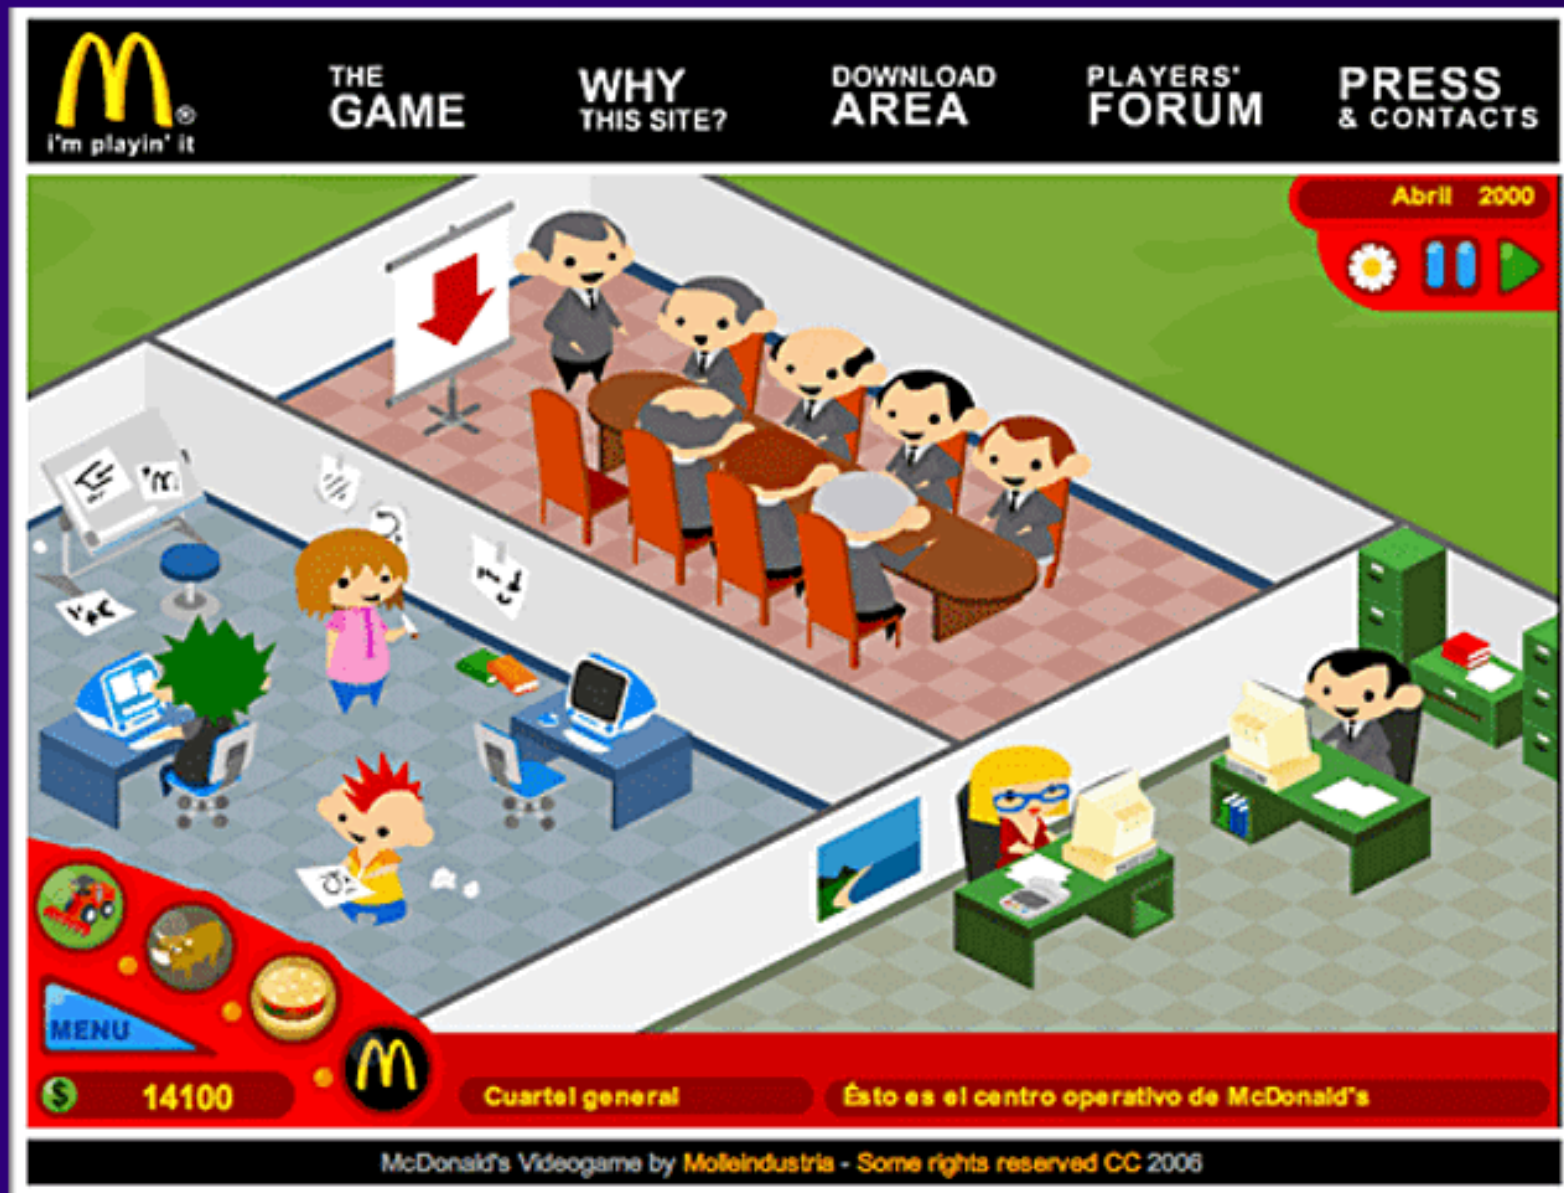 M®
i'm playin' it
THE
GAME
WHY
THIS SITE?
DOWNLOAD
AREA
PLAYERS'
FORUM
PRESS
& CONTACTS
Abril 2000
MENU
$ 14100
Cuartel general
Ésto es el centro operativo de McDonald's
McDonald's Videogame by Molleindustria - Some rights reserved CC 2006